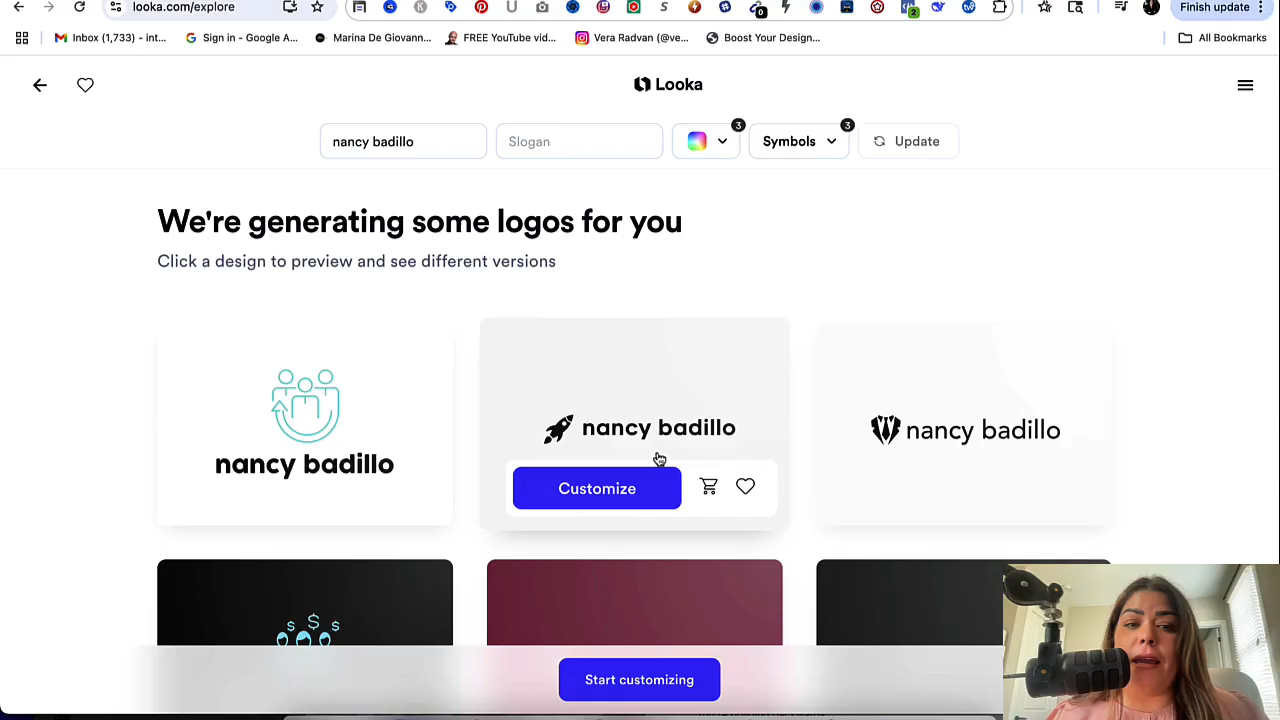 looka.com/explore
Finish update
0
2
Inbox (1,733) - int...
Sign in - Google A...
Marina De Giovann...
FREE YouTube vid...
Vera Radvan (@ve...
Boost Your Design...
All Bookmarks
Looka
3
3
nancy badillo
Slogan
Symbols
Update
We're generating some logos for you
Click a design to preview and see different versions
nancy badillo
nancy badillo
nancy badillo
Customize
$ $ $
Start customizing